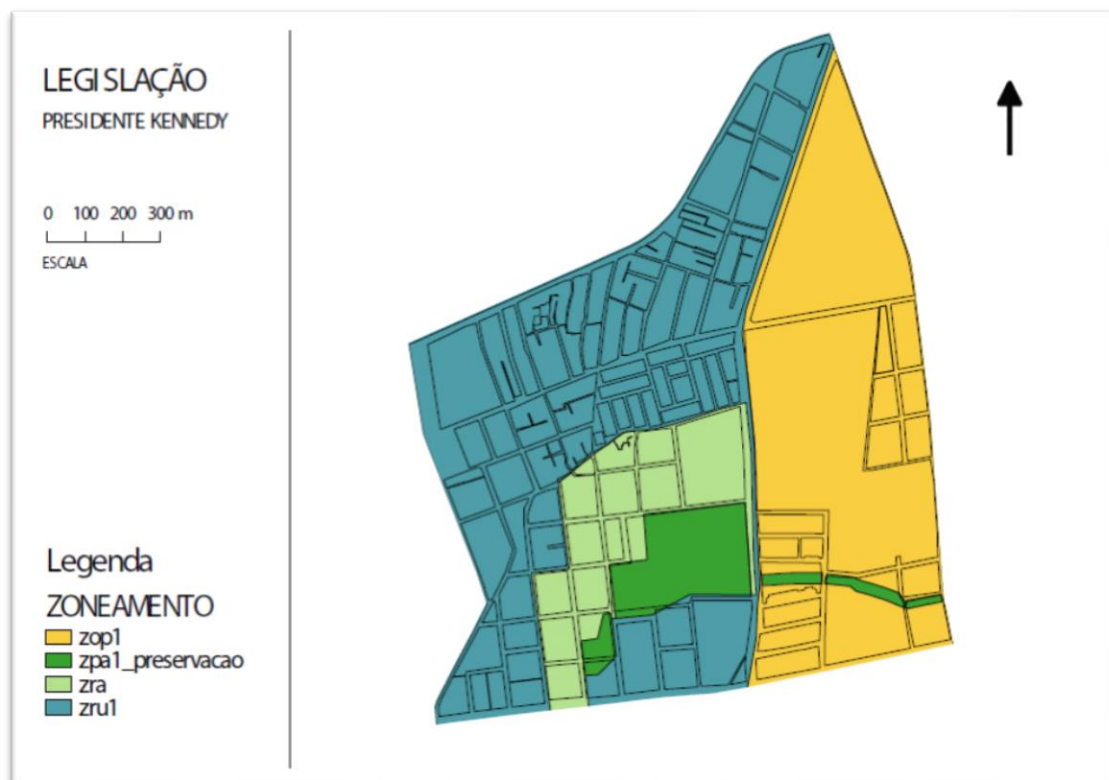 LEGISLAÇÃO
PRESIDENTE KENNEDY
0 100 200 300 m
ESCALA
Legenda
ZONEAMENTO
zop1
zpa1_preservacao
zra
zru1